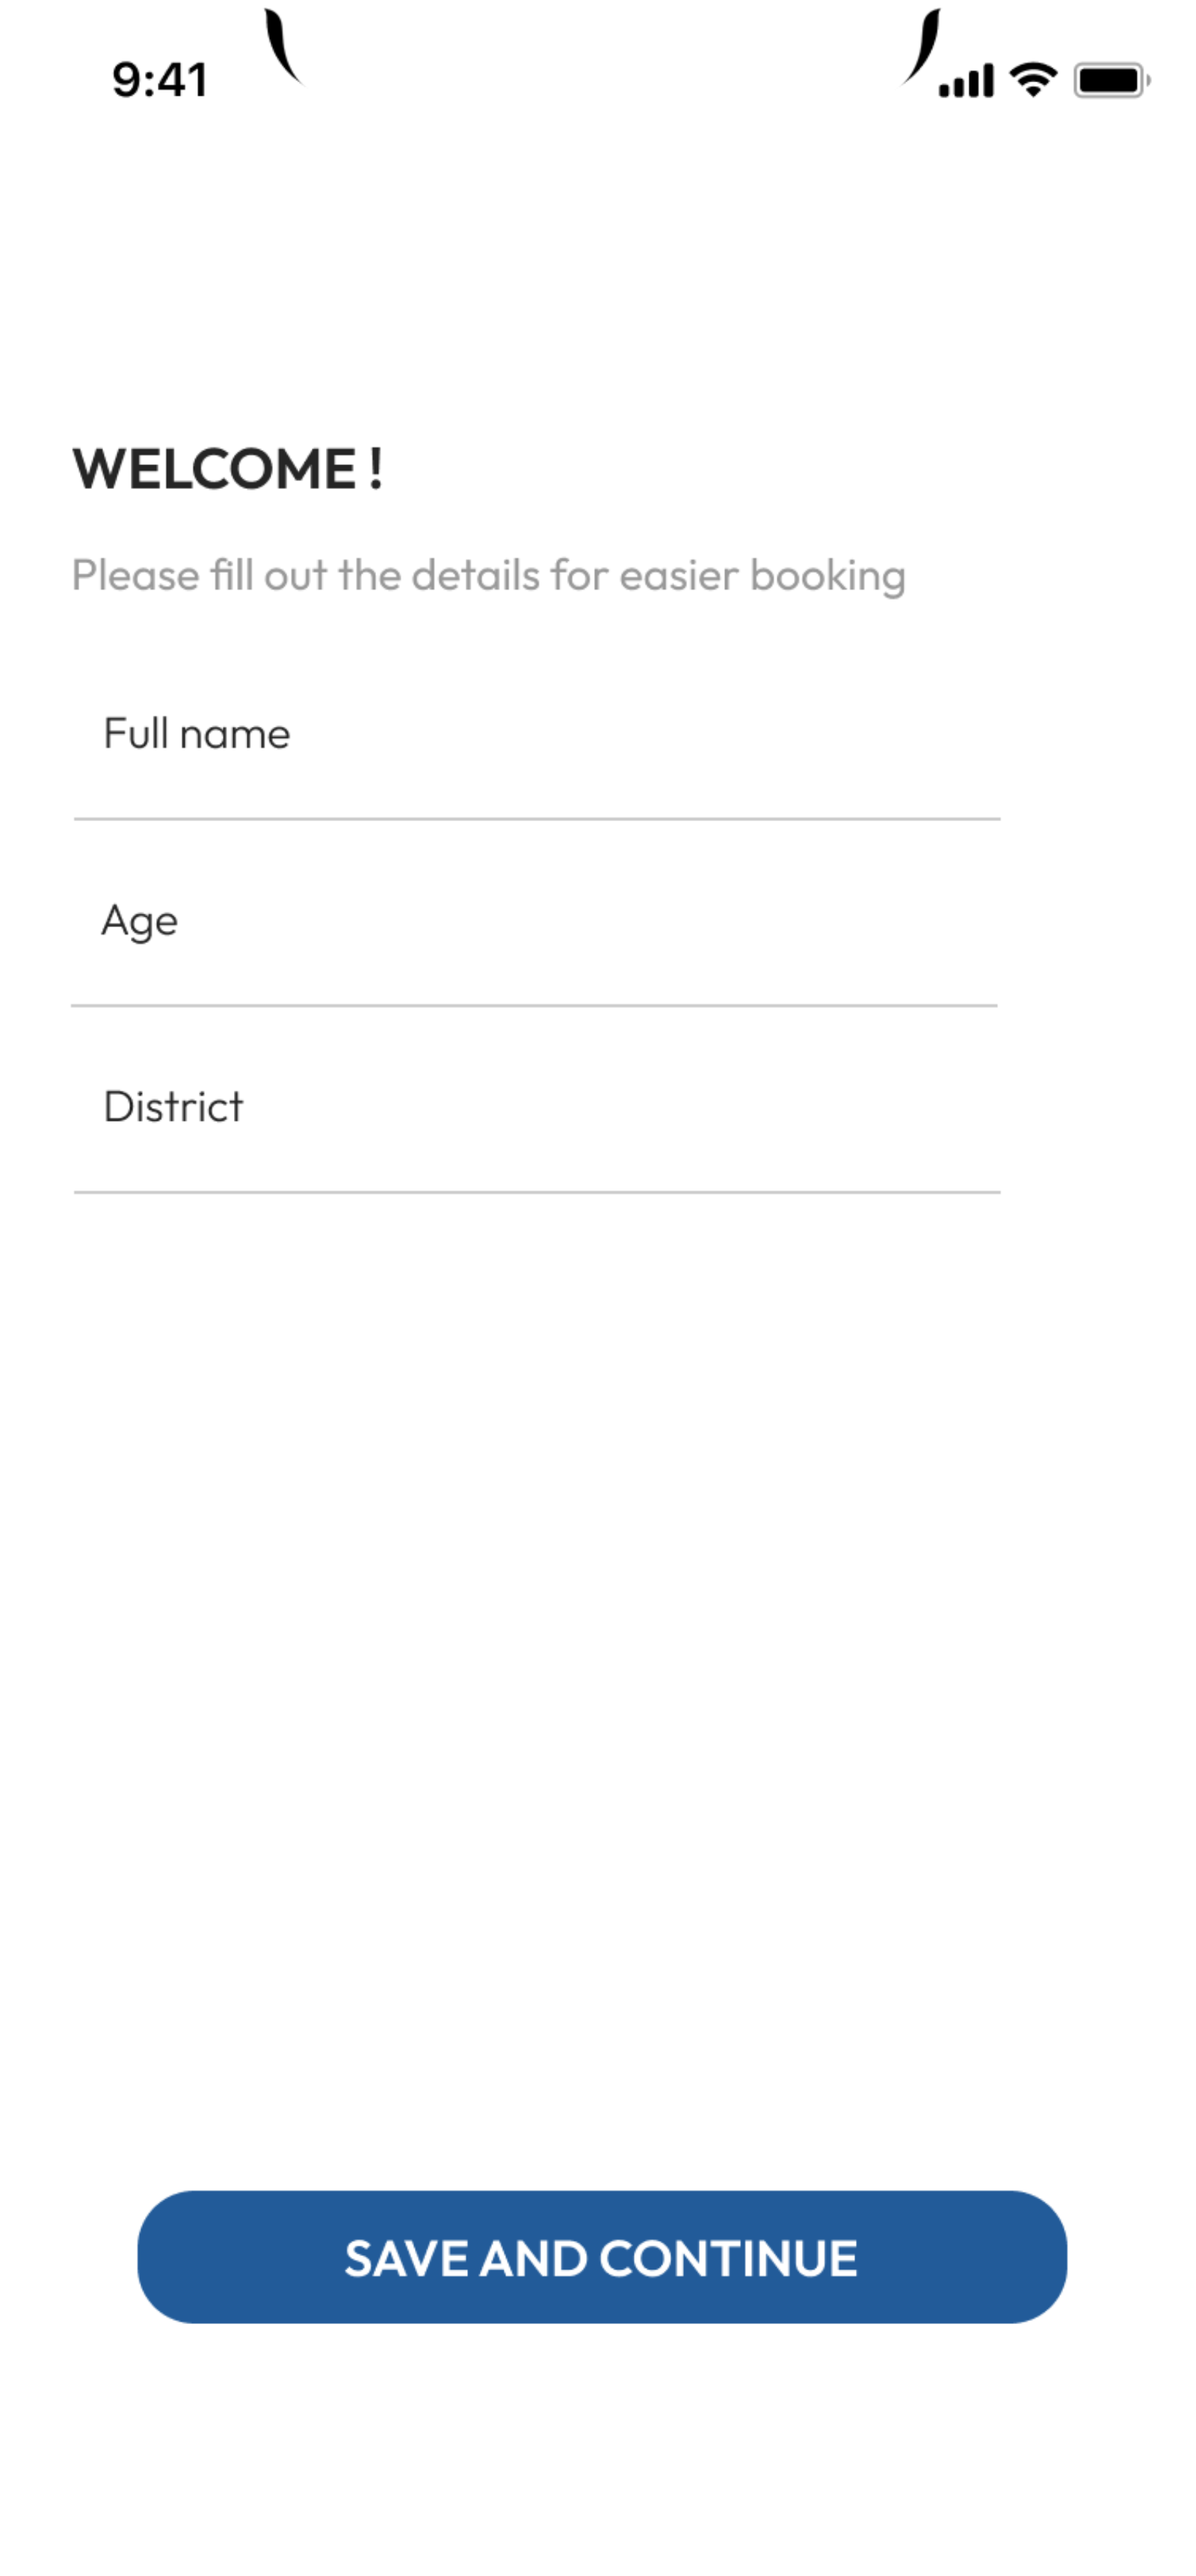 9:41
WELCOME !
Please fill out the details for easier booking
Full name
Age
District
SAVE AND CONTINUE